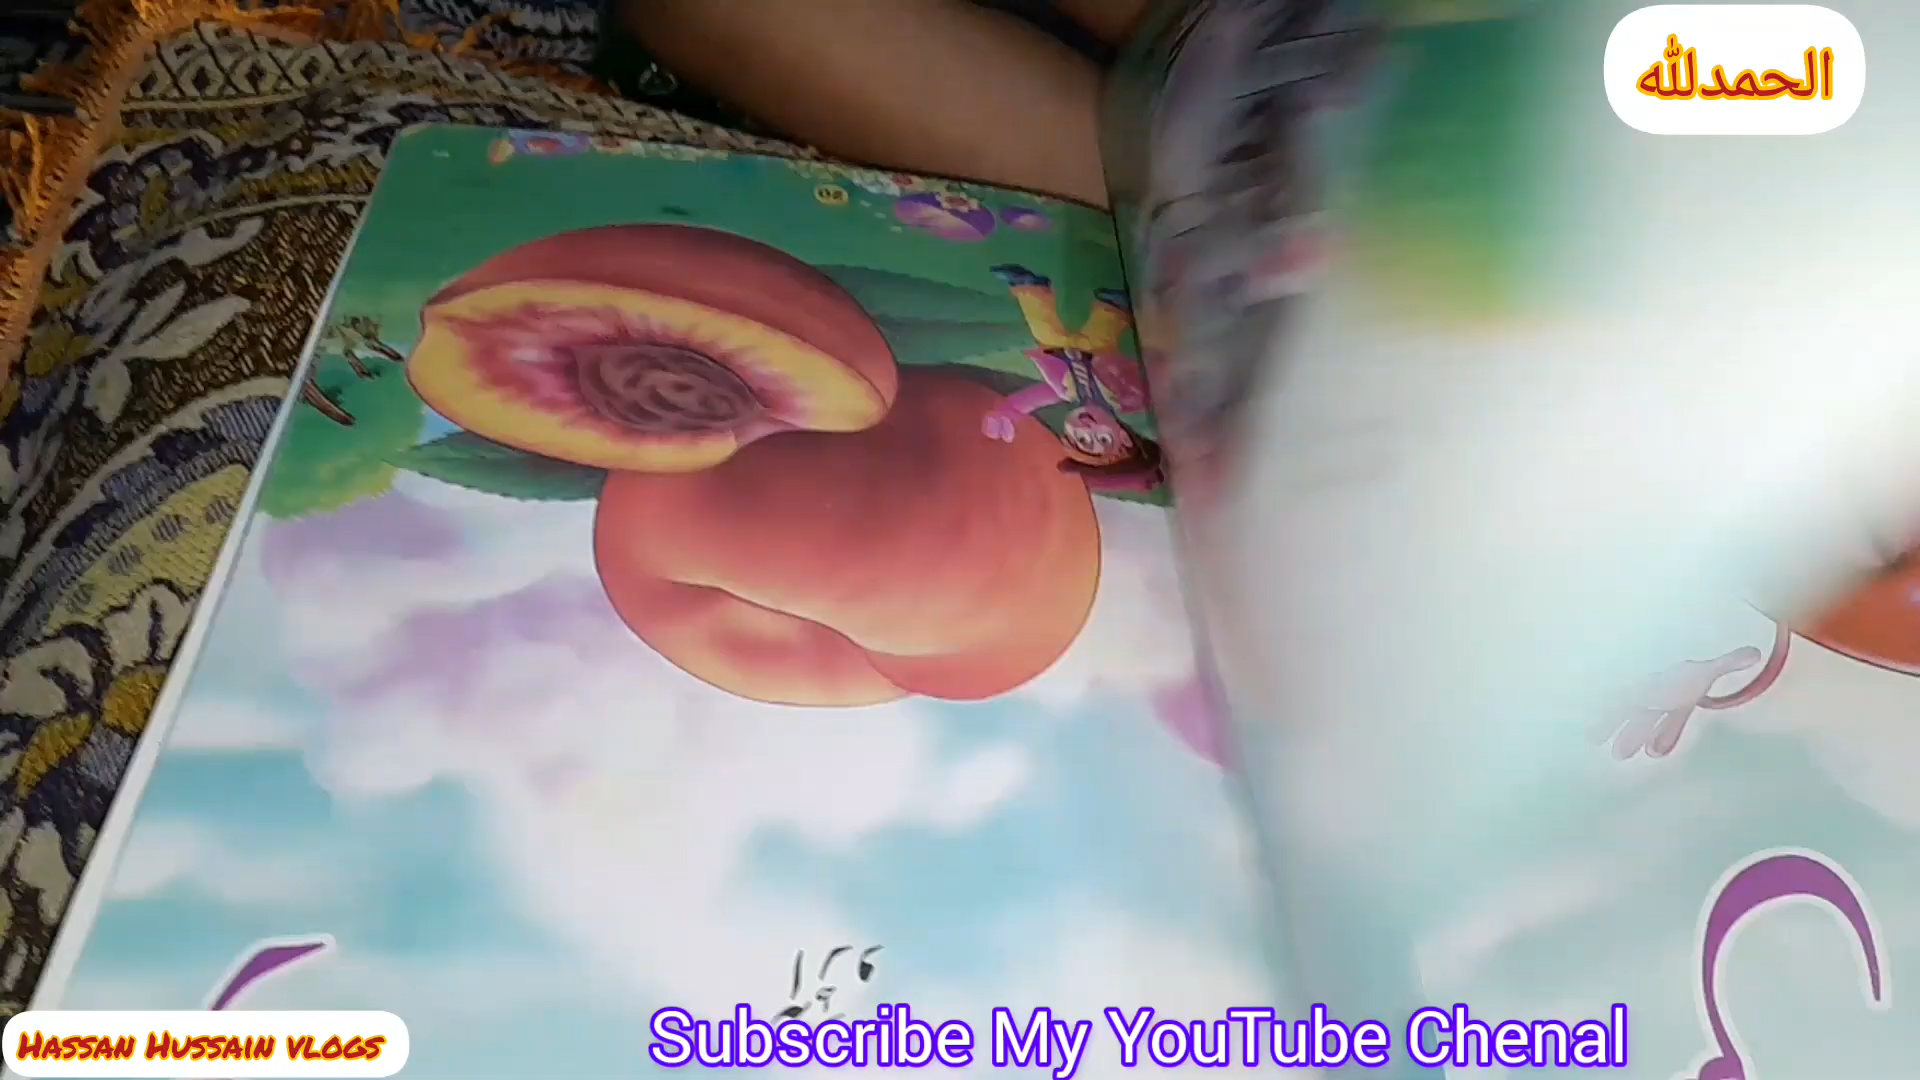 الحمدلله
HASSAN HUSSAIN VLOGS
Subscribe My YouTube Chenal